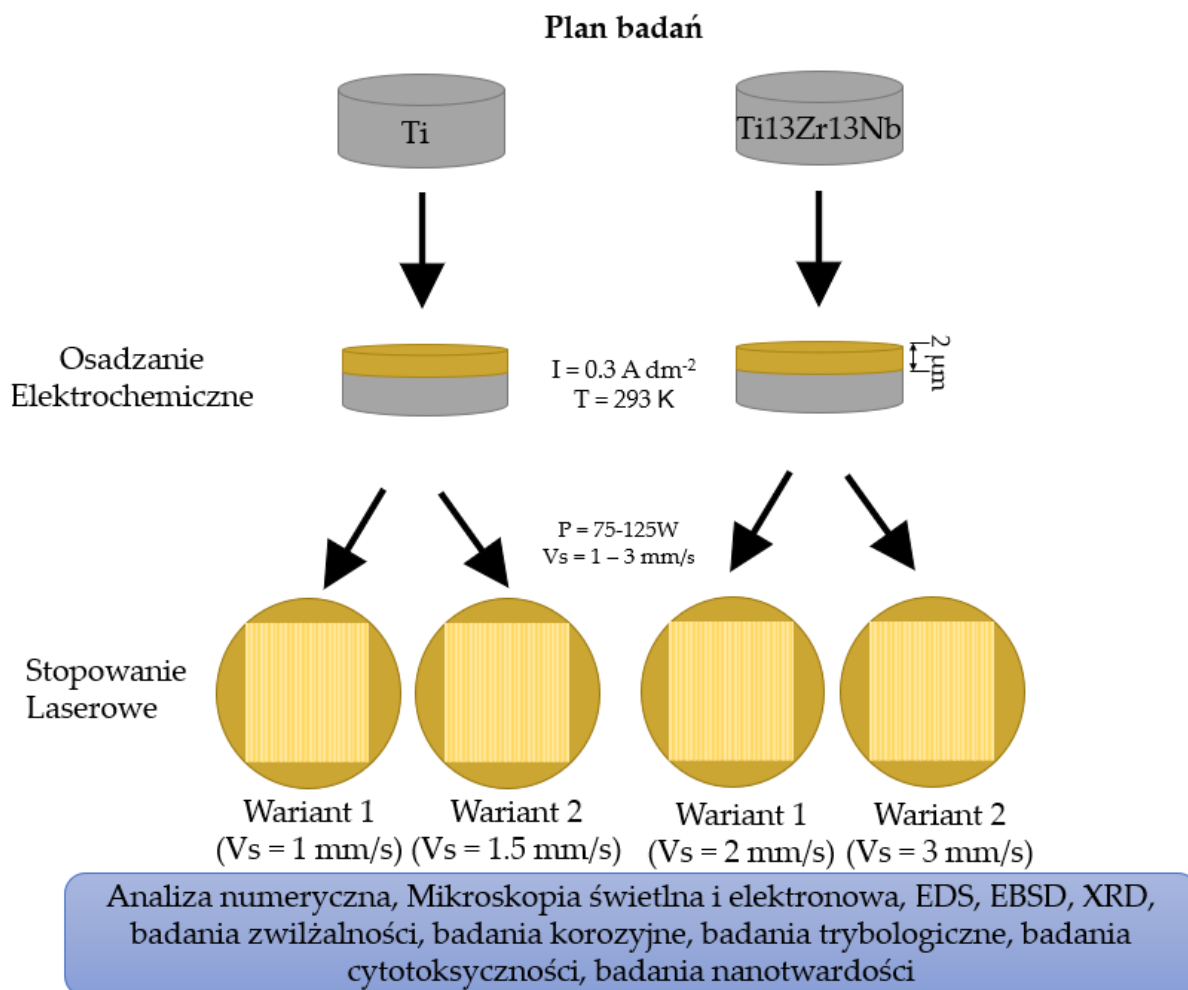 Plan badań
Ti
Ti13Zr13Nb
Osadzanie
Elektrochemiczne
I = 0.3 A dm⁻²
T = 293 K
2 μm
P = 75-125W
Vs = 1 – 3 mm/s
Stopowanie
Laserowe
Wariant 1
(Vs = 1 mm/s)
Wariant 2
(Vs = 1.5 mm/s)
Wariant 1
(Vs = 2 mm/s)
Wariant 2
(Vs = 3 mm/s)
Analiza numeryczna, Mikroskopia świetlna i elektronowa, EDS, EBSD, XRD,
badania zwilżalności, badania korozyjne, badania trybologiczne, badania
cytotoksyczności, badania nanotwardości